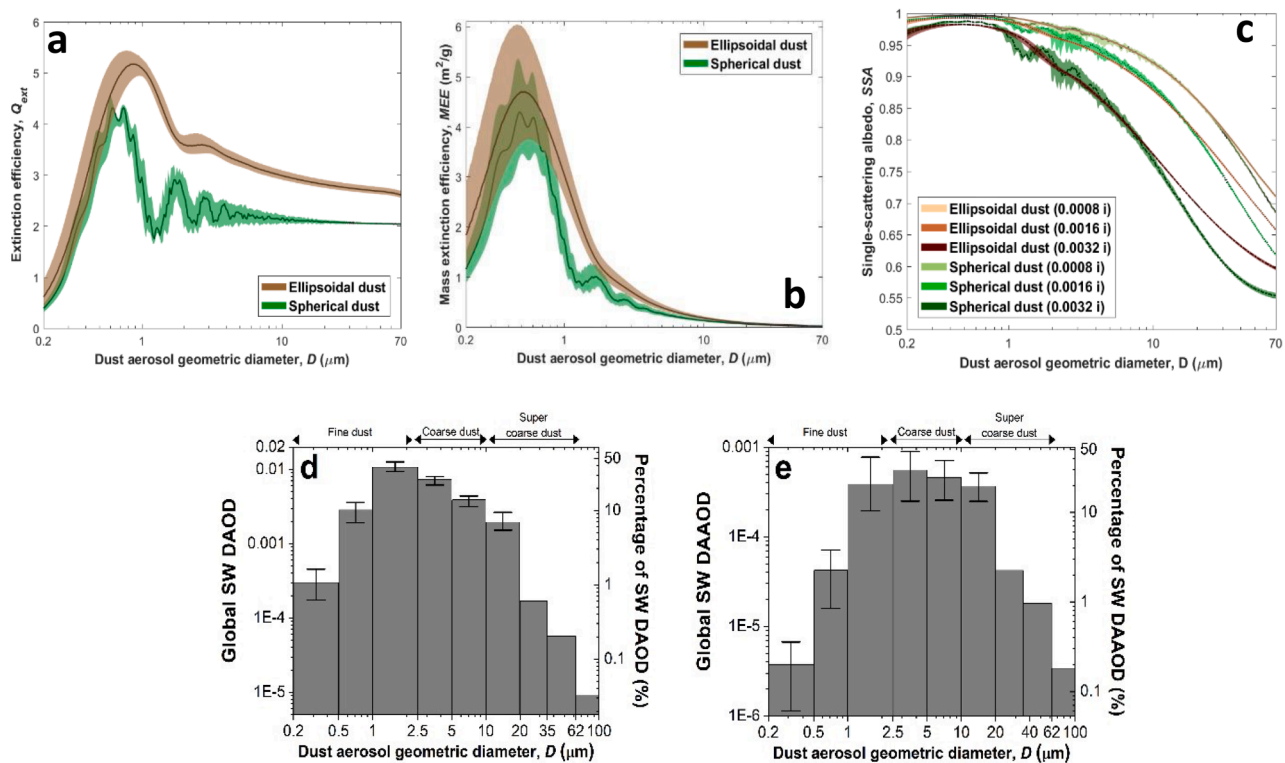 a
Extinction efficiency, Qext
6
5
4
3
2
1
0
Ellipsoidal dust
Spherical dust
0.2
1
10
70
Dust aerosol geometric diameter, D (μm)
b
Mass extinction efficiency, MEE (m²/g)
6
5
4
3
2
1
0
Ellipsoidal dust
Spherical dust
0.2
1
10
70
Dust aerosol geometric diameter, D (μm)
c
Single-scattering albedo, SSA
1
0.95
0.9
0.85
0.8
0.75
0.7
0.65
0.6
0.55
0.5
Ellipsoidal dust (0.0008 i)
Ellipsoidal dust (0.0016 i)
Ellipsoidal dust (0.0032 i)
Spherical dust (0.0008 i)
Spherical dust (0.0016 i)
Spherical dust (0.0032 i)
0.2
1
10
70
Dust aerosol geometric diameter, D (μm)
Fine dust
Coarse dust
Super
coarse dust
d
Global SW DAOD
0.02
0.01
0.001
1E-4
1E-5
50
10
1
0.1
Percentage of SW DAOD (%)
0.2 0.5 1 2.5 5 10 20 35 62 100
Dust aerosol geometric diameter, D (μm)
Fine dust
Coarse dust
Super
coarse dust
e
Global SW DAAOD
0.001
1E-4
1E-5
1E-6
50
10
1
0.1
Percentage of SW DAAOD (%)
0.2 0.5 1 2.5 5 10 20 40 62 100
Dust aerosol geometric diameter, D (μm)